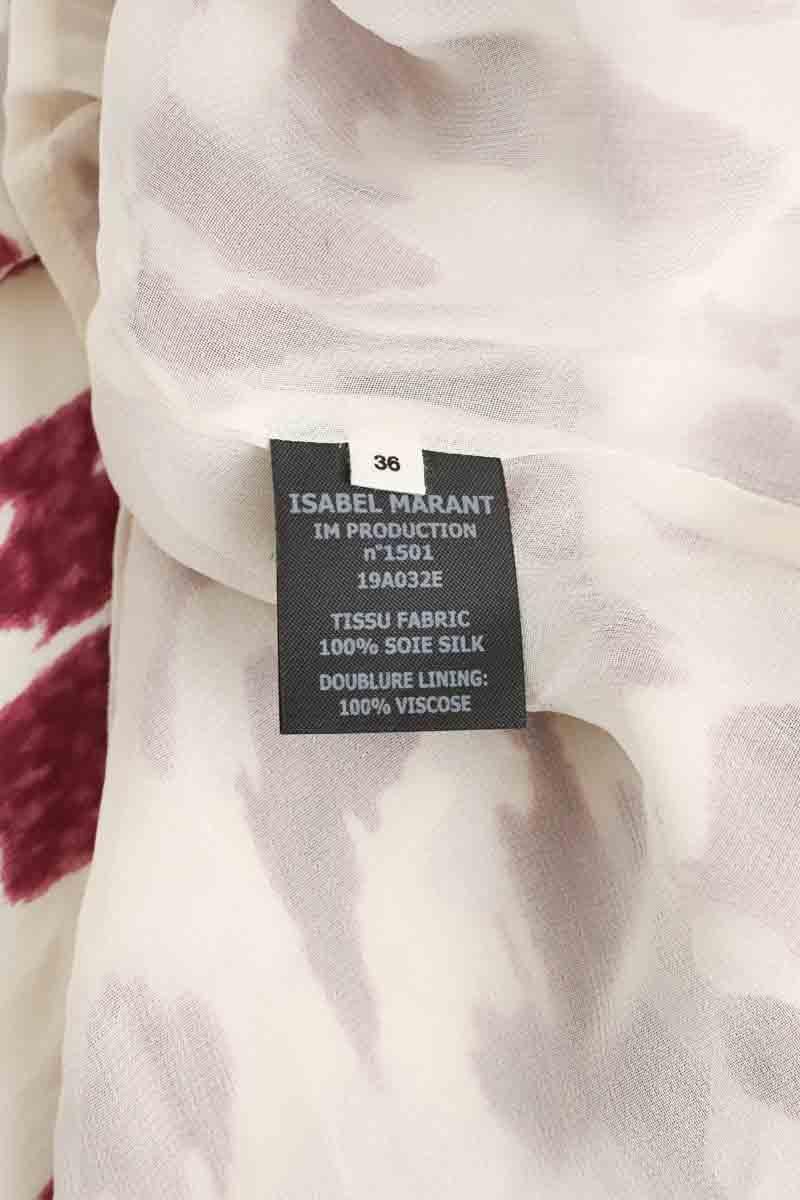 36
ISABEL MARANT
IM PRODUCTION
n°1501
19A032E
TISSU FABRIC
100% SOIE SILK
DOUBLURE LINING:
100% VISCOSE